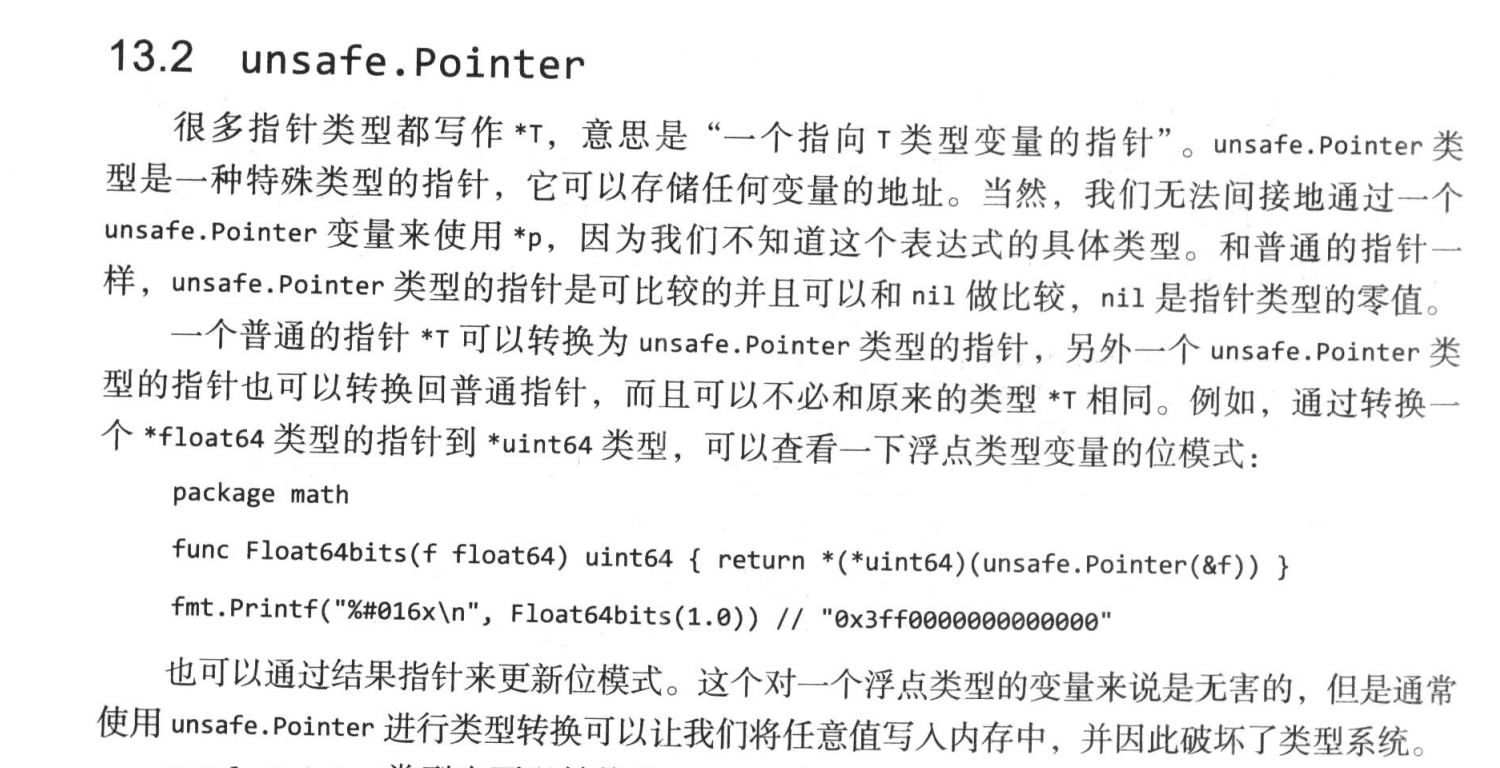 13.2 unsafe.Pointer
很多指针类型都写作 *T，意思是“一个指向 T 类型变量的指针”。unsafe.Pointer 类
型是一种特殊类型的指针，它可以存储任何变量的地址。当然，我们无法间接地通过一个
unsafe.Pointer 变量来使用 *p，因为我们不知道这个表达式的具体类型。和普通的指针一
样，unsafe.Pointer 类型的指针是可比较的并且可以和 nil 做比较，nil 是指针类型的零值。
一个普通的指针 *T 可以转换为 unsafe.Pointer 类型的指针，另外一个 unsafe.Pointer 类
型的指针也可以转换回普通指针，而且可以不必和原来的类型 *T 相同。例如，通过转换一
个 *float64 类型的指针到 *uint64 类型，可以查看一下浮点类型变量的位模式：
package math
func Float64bits(f float64) uint64 { return *(*uint64)(unsafe.Pointer(&f)) }
fmt.Printf("%#016x\n", Float64bits(1.0)) // "0x3ff0000000000000"
也可以通过结果指针来更新位模式。这个对一个浮点类型的变量来说是无害的，但是通常
使用 unsafe.Pointer 进行类型转换可以让我们将任意值写入内存中，并因此破坏了类型系统。